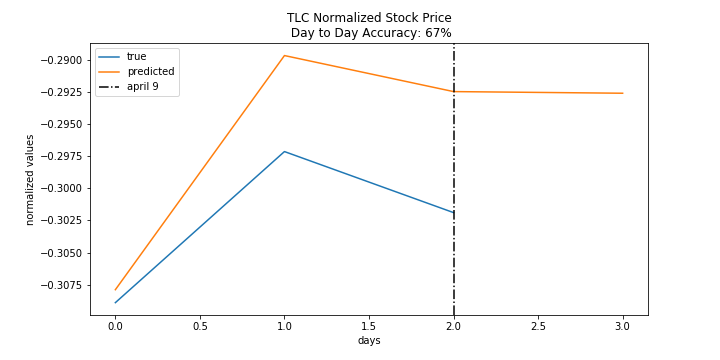 TLC Normalized Stock Price
Day to Day Accuracy: 67%
true
predicted
april 9
−0.2900
−0.2925
−0.2950
−0.2975
−0.3000
−0.3025
−0.3050
−0.3075
normalized values
0.0 0.5 1.0 1.5 2.0 2.5 3.0
days